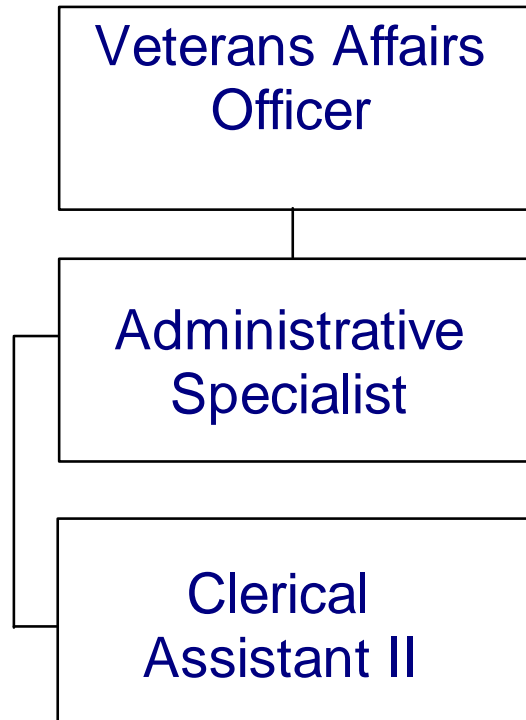 Veterans Affairs
Officer
Administrative
Specialist
Clerical
Assistant II